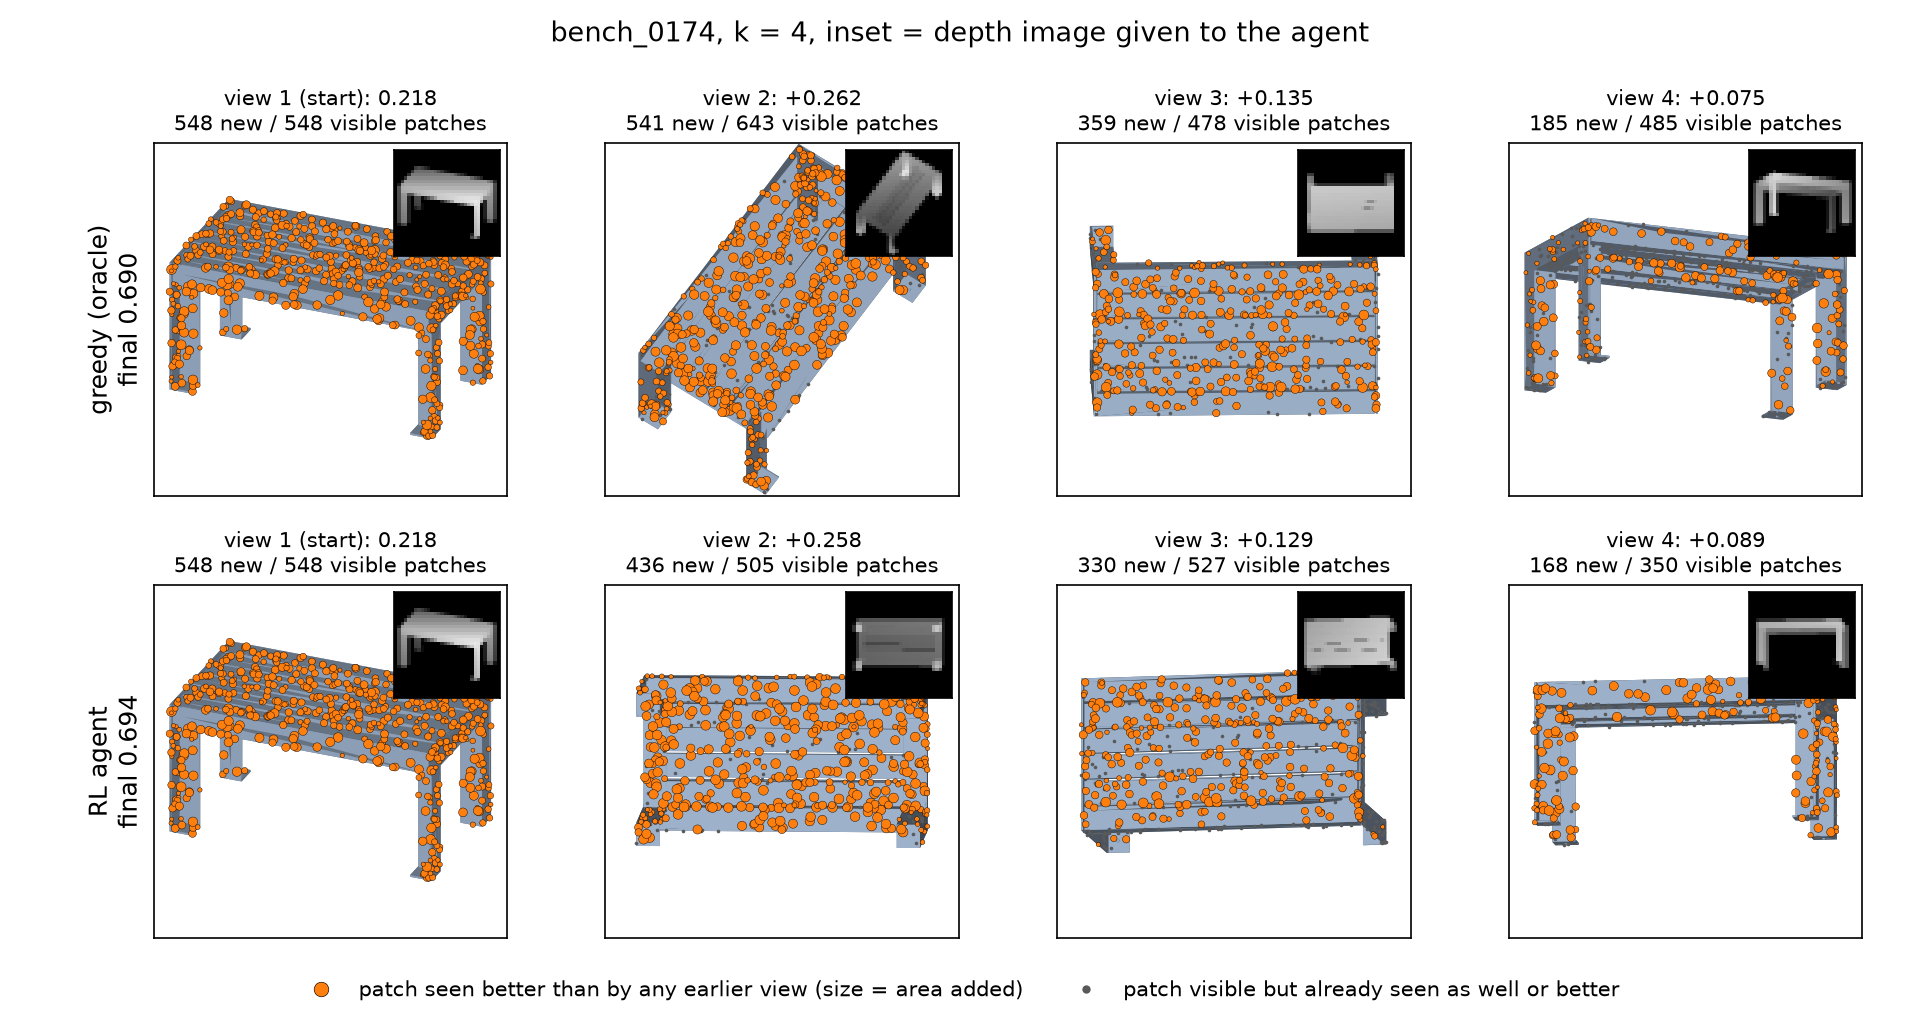 bench_0174, k = 4, inset = depth image given to the agent
greedy (oracle)
final 0.690
view 1 (start): 0.218
548 new / 548 visible patches
view 2: +0.262
541 new / 643 visible patches
view 3: +0.135
359 new / 478 visible patches
view 4: +0.075
185 new / 485 visible patches
RL agent
final 0.694
view 1 (start): 0.218
548 new / 548 visible patches
view 2: +0.258
436 new / 505 visible patches
view 3: +0.129
330 new / 527 visible patches
view 4: +0.089
168 new / 350 visible patches
patch seen better than by any earlier view (size = area added)
patch visible but already seen as well or better